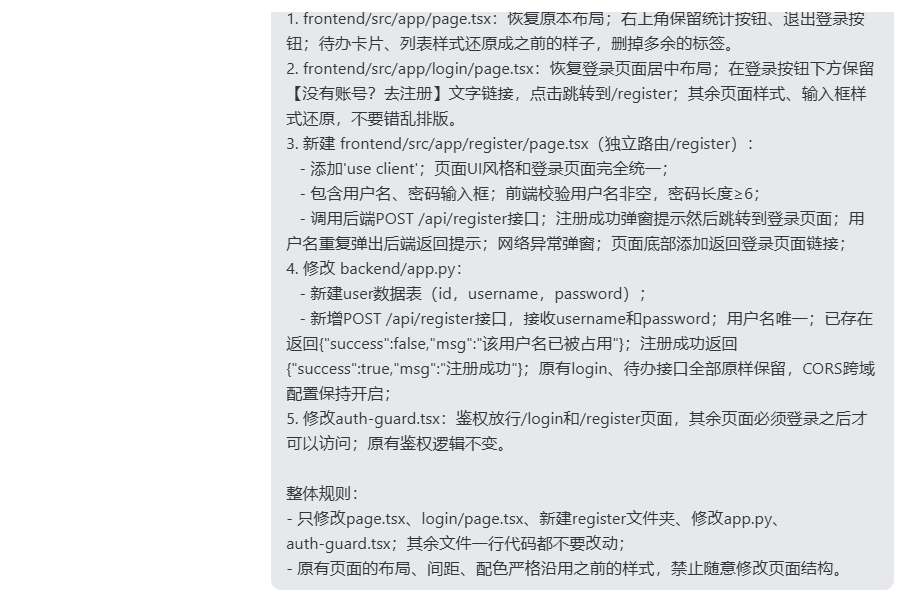 1. frontend/src/app/page.tsx：恢复原本布局；右上角保留统计按钮、退出登录按
钮；待办卡片、列表样式还原成之前的样子，删掉多余的标签。
2. frontend/src/app/login/page.tsx：恢复登录页面居中布局；在登录按钮下方保留
【没有账号？去注册】文字链接，点击跳转到/register；其余页面样式、输入框样
式还原，不要错乱排版。
3. 新建 frontend/src/app/register/page.tsx（独立路由/register）：
- 添加'use client'；页面UI风格和登录页面完全统一；
- 包含用户名、密码输入框；前端校验用户名非空，密码长度≥6；
- 调用后端POST /api/register接口；注册成功弹窗提示然后跳转到登录页面；用
户名重复弹出后端返回提示；网络异常弹窗；页面底部添加返回登录页面链接；
4. 修改 backend/app.py：
- 新建user数据表（id，username，password）；
- 新增POST /api/register接口，接收username和password；用户名唯一；已存在
返回{"success":false,"msg":"该用户名已被占用"}；注册成功返回
{"success":true,"msg":"注册成功"}；原有login、待办接口全部原样保留，CORS跨域
配置保持开启；
5. 修改auth-guard.tsx：鉴权放行/login和/register页面，其余页面必须登录之后才
可以访问；原有鉴权逻辑不变。
整体规则：
- 只修改page.tsx、login/page.tsx、新建register文件夹、修改app.py、
auth-guard.tsx；其余文件一行代码都不要改动；
- 原有页面的布局、间距、配色严格沿用之前的样式，禁止随意修改页面结构。